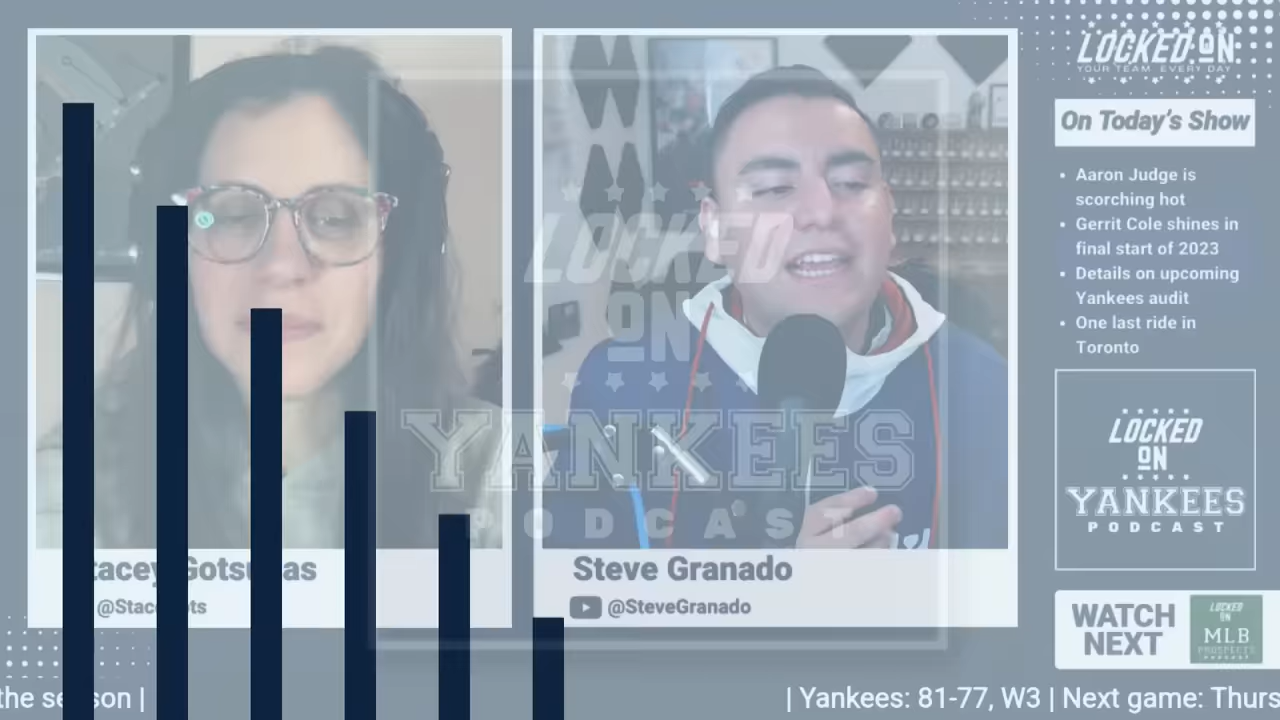 LOCKED ON
YOUR TEAM EVERY DAY
On Today's Show
• Aaron Judge is
scorching hot
• Gerrit Cole shines in
final start of 2023
• Details on upcoming
Yankees audit
• One last ride in
Toronto
LOCKED
ON
YANKEES
PODCAST
LOCKED
ON
YANKEES
PODCAST
Steve Granado
@StaceGots
@SteveGranado
WATCH
NEXT
LOCKED
ON
MLB
PROSPECTS
the season |
| Yankees: 81-77, W3 | Next game: Thurs